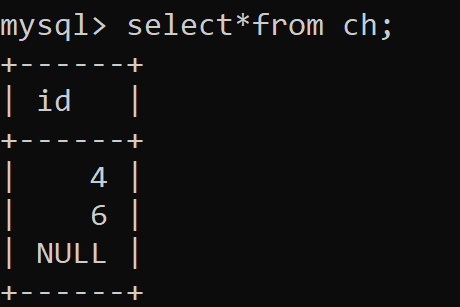 mysql> select*from ch;
+------+
| id   |
+------+
|    4 |
|    6 |
| NULL |
+------+